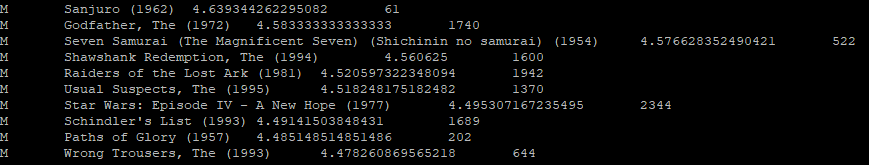 M Sanjuro (1962) 4.639344262295082 61
M Godfather, The (1972) 4.583333333333333 1740
M Seven Samurai (The Magnificent Seven) (Shichinin no samurai) (1954) 4.576628352490421 522
M Shawshank Redemption, The (1994) 4.560625 1600
M Raiders of the Lost Ark (1981) 4.520597322348094 1942
M Usual Suspects, The (1995) 4.518248175182482 1370
M Star Wars: Episode IV - A New Hope (1977) 4.495307167235495 2344
M Schindler's List (1993) 4.49141503848431 1689
M Paths of Glory (1957) 4.485148514851486 202
M Wrong Trousers, The (1993) 4.478260869565218 644